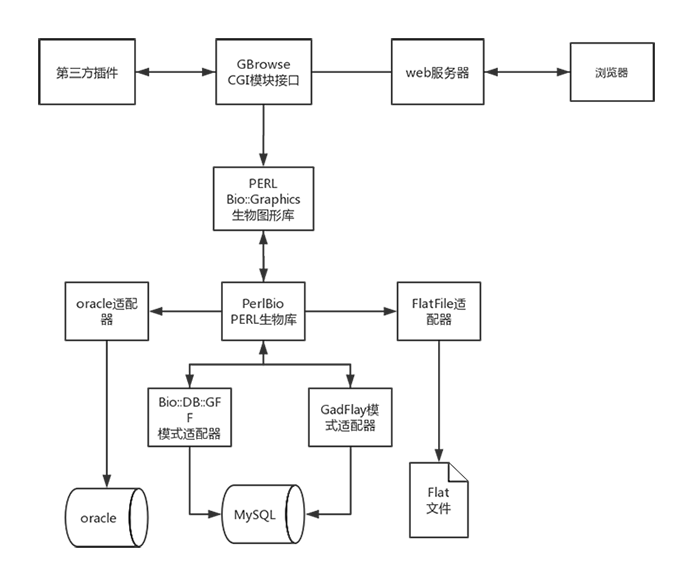 第三方插件
GBrowse
CGI模块接口
web服务器
浏览器
PERL
Bio::Graphics
生物图形库
oracle适配
器
PerlBio
PERL生物库
FlatFile适
配器
Bio::DB::GF
F
模式适配器
GadFlay模
式适配器
oracle
MySQL
Flat
文件